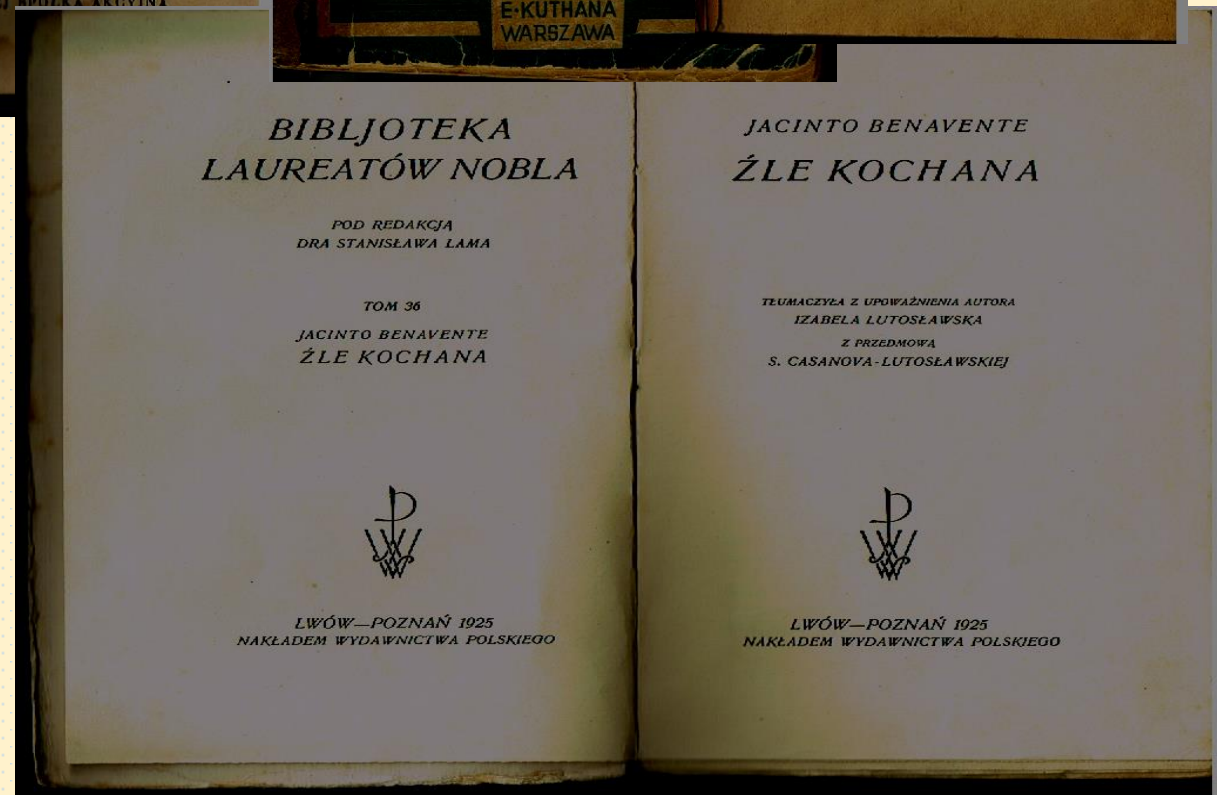 SPÓŁKA AKCYJNA
E·KUTHANA
WARSZAWA
BIBLJOTEKA
LAUREATÓW NOBLA
POD REDAKCJĄ
DRA STANISŁAWA LAMA
TOM 36
JACINTO BENAVENTE
ŹLE KOCHANA
LWÓW—POZNAŃ 1925
NAKŁADEM WYDAWNICTWA POLSKIEGO
JACINTO BENAVENTE
ŹLE KOCHANA
TŁUMACZYŁA Z UPOWAŻNIENIA AUTORA
IZABELA LUTOSŁAWSKA
Z PRZEDMOWĄ
S. CASANOVA-LUTOSŁAWSKIEJ
LWÓW—POZNAŃ 1925
NAKŁADEM WYDAWNICTWA POLSKIEGO